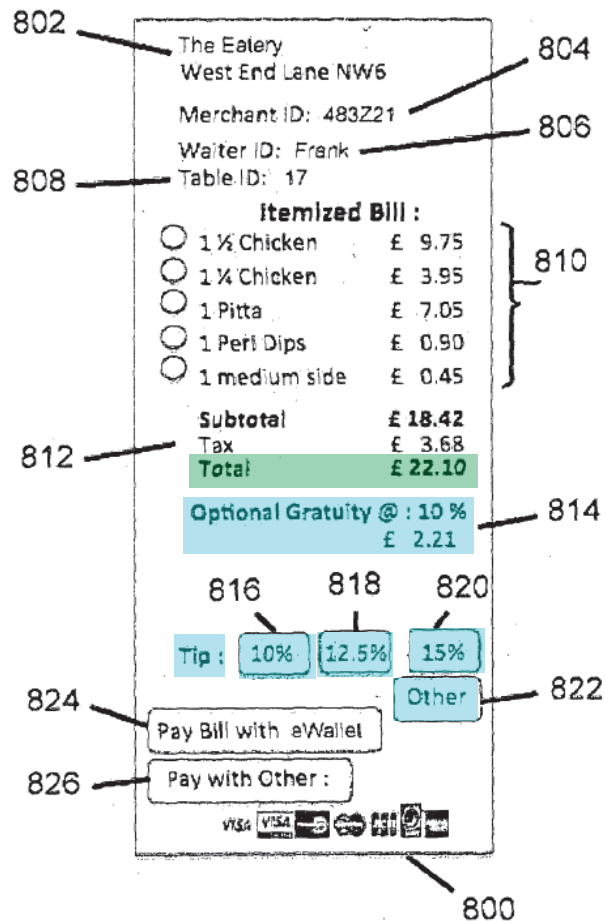 802
The Eatery
West End Lane NW6
804
Merchant ID: 483Z21
806
Waiter ID: Frank
808
Table ID: 17
Itemized Bill :
1 ½ Chicken £ 9.75
1 ¼ Chicken £ 3.95
810
1 Pitta £ 7.05
1 Peri Dips £ 0.90
1 medium side £ 0.45
Subtotal £ 18.42
812
Tax £ 3.68
Total £ 22.10
Optional Gratuity @ : 10 %
814
£ 2.21
816 818 820
Tip : 10% 12.5% 15%
824
Other
822
Pay Bill with eWallet
826
Pay with Other :
VISA VISA
800